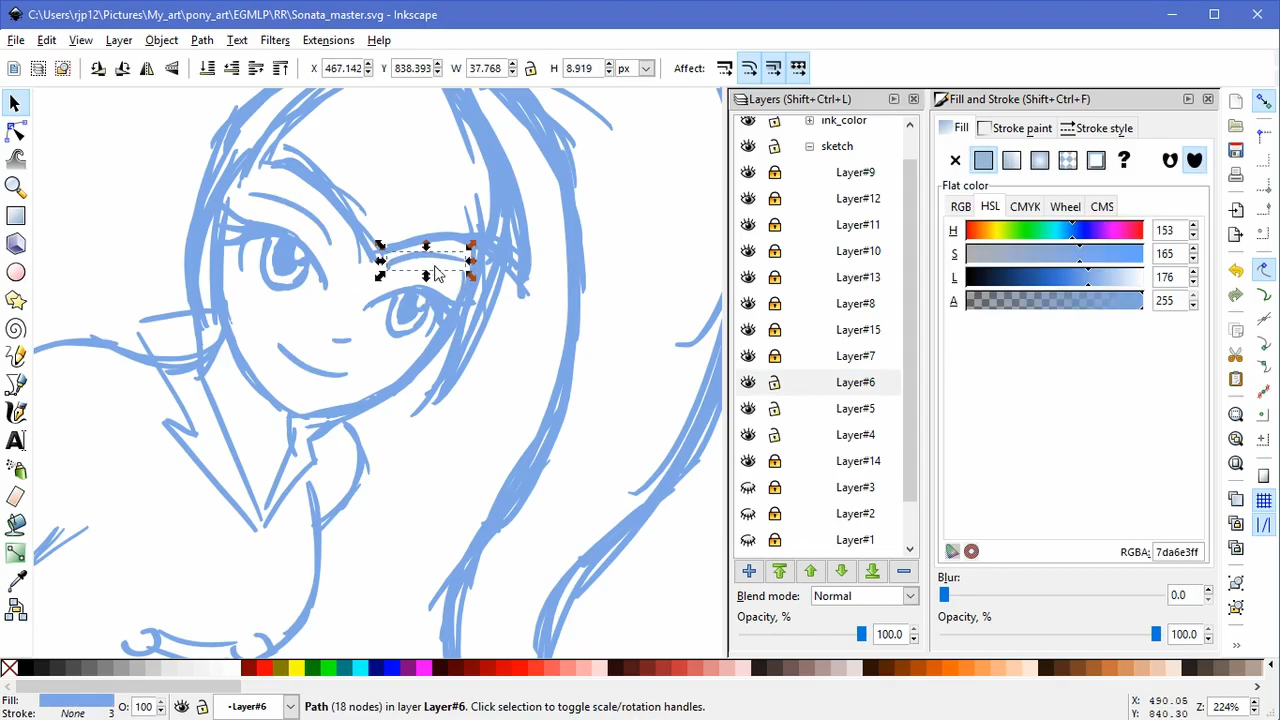 C:\Users\rjp12\Pictures\My_art\pony_art\EGMLP\RR\Sonata_master.svg - Inkscape
File Edit View Layer Object Path Text Filters Extensions Help
X 467.142 Y 838.393 W 37.768 H 8.919 px Affect:
Layers (Shift+Ctrl+L)
ink_color
sketch
Layer#9
Layer#12
Layer#11
Layer#10
Layer#13
Layer#8
Layer#15
Layer#7
Layer#6
Layer#5
Layer#4
Layer#14
Layer#3
Layer#2
Layer#1
Blend mode: Normal
Opacity, %
100.0
Fill and Stroke (Shift+Ctrl+F)
Fill Stroke paint Stroke style
?
Flat color
RGB HSL CMYK Wheel CMS
H 153
S 165
L 176
A 255
RGBA: 7da6e3ff
Blur:
0.0
Opacity, %
100.0
A
Fill:
Stroke: None 3
O: 100
-Layer#6
Path (18 nodes) in layer Layer#6. Click selection to toggle scale/rotation handles.
X: 490.05
Y: 840.30
Z: 224%